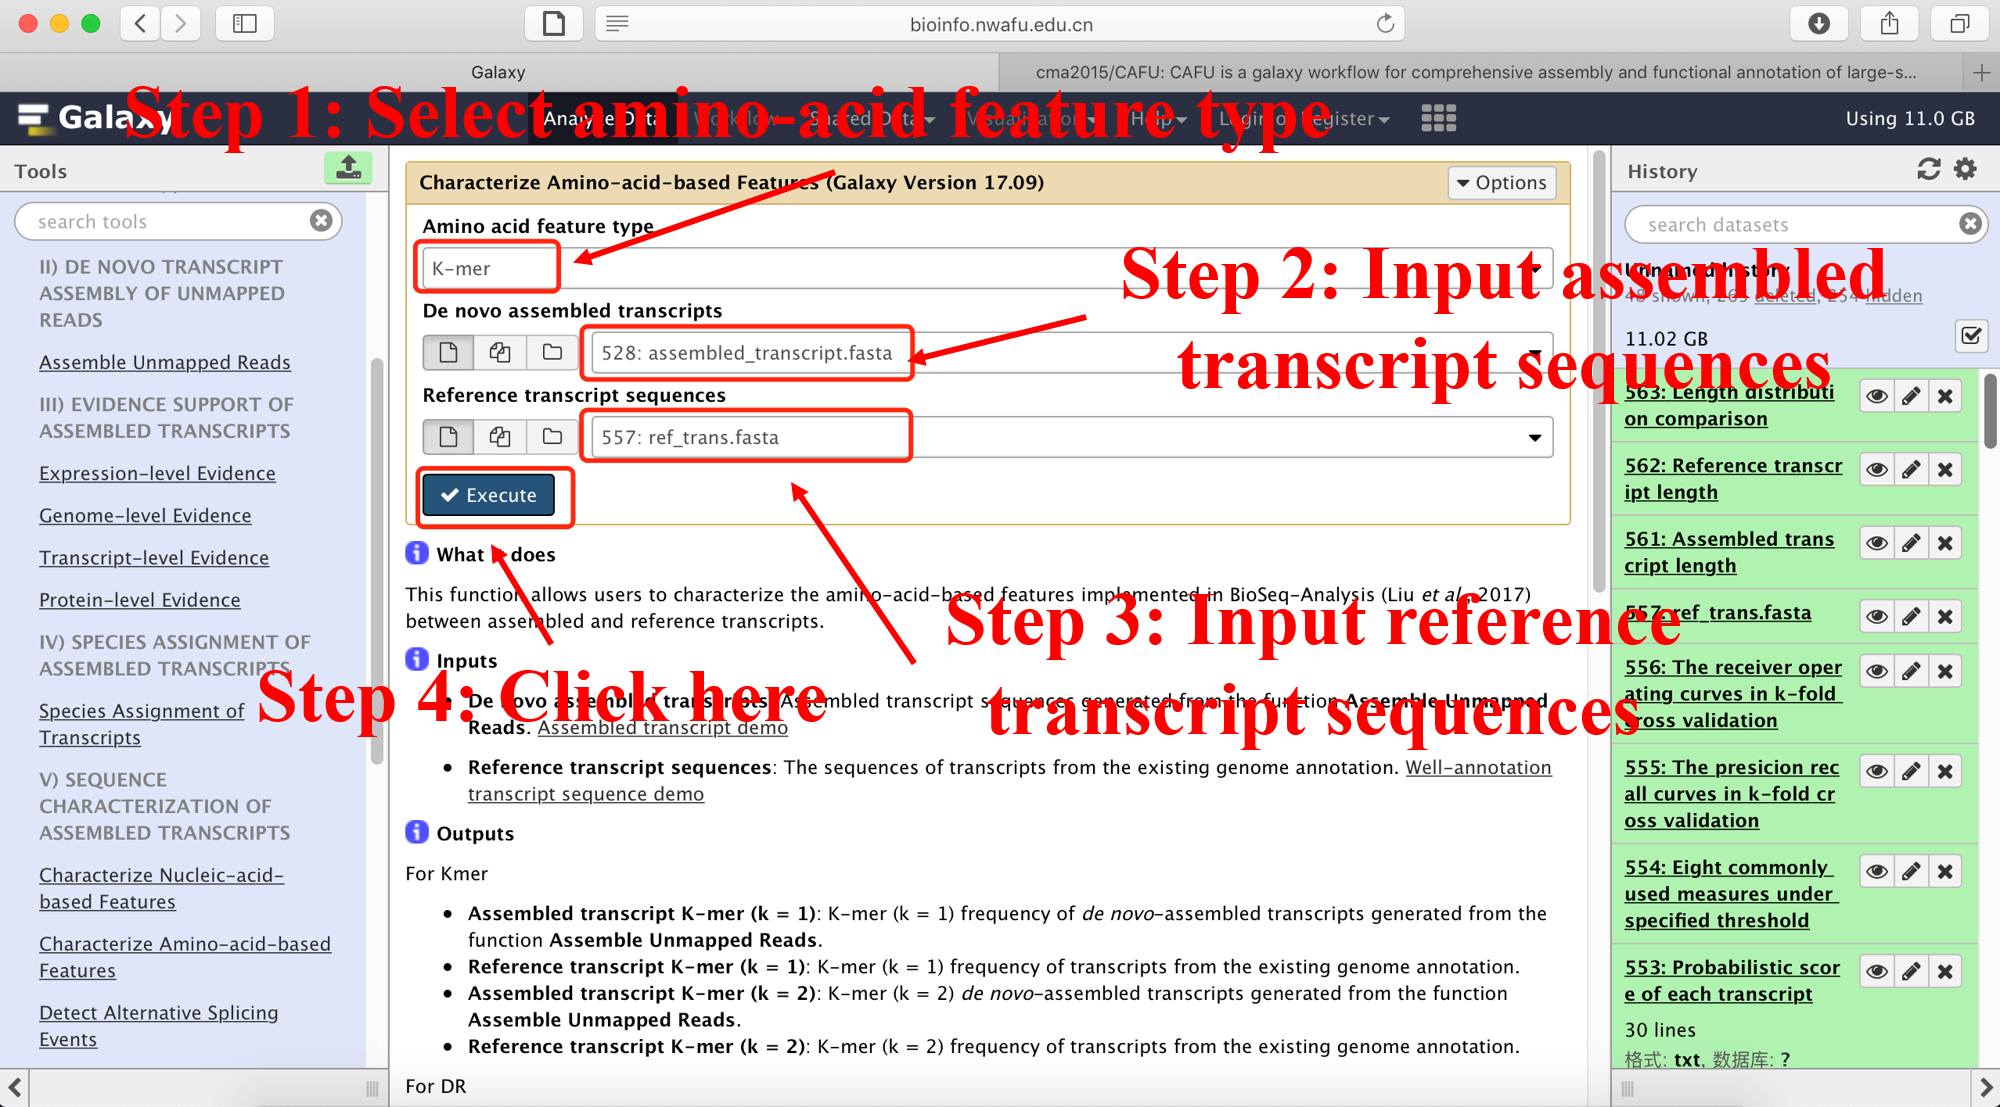 bioinfo.nwafu.edu.cn
Galaxy
cma2015/CAFU: CAFU is a galaxy workflow for comprehensive assembly and functional annotation of large-s...
Step 1: Select amino-acid feature type
Galaxy
Analyze Data
Workflow
Shared Data
Visualization
Help
Login or Register
Using 11.0 GB
Tools
search tools
II) DE NOVO TRANSCRIPT
ASSEMBLY OF UNMAPPED
READS
Assemble Unmapped Reads
III) EVIDENCE SUPPORT OF
ASSEMBLED TRANSCRIPTS
Expression-level Evidence
Genome-level Evidence
Transcript-level Evidence
Protein-level Evidence
IV) SPECIES ASSIGNMENT OF
ASSEMBLED TRANSCRIPTS
Species Assignment of
Transcripts
V) SEQUENCE
CHARACTERIZATION OF
ASSEMBLED TRANSCRIPTS
Characterize Nucleic-acid-
based Features
Characterize Amino-acid-based
Features
Detect Alternative Splicing
Events
Characterize Amino-acid-based Features (Galaxy Version 17.09)
Options
Amino acid feature type
K-mer
Step 2: Input assembled
transcript sequences
De novo assembled transcripts
528: assembled_transcript.fasta
Reference transcript sequences
557: ref_trans.fasta
Execute
What it does
This function allows users to characterize the amino-acid-based features implemented in BioSeq-Analysis (Liu et al., 2017)
between assembled and reference transcripts.
Step 3: Input reference
transcript sequences
Step 4: Click here
Inputs
De novo assembled transcripts: Assembled transcript sequences generated from the function Assemble Unmapped
Reads. Assembled transcript demo
Reference transcript sequences: The sequences of transcripts from the existing genome annotation. Well-annotation
transcript sequence demo
Outputs
For Kmer
Assembled transcript K-mer (k = 1): K-mer (k = 1) frequency of de novo-assembled transcripts generated from the
function Assemble Unmapped Reads.
Reference transcript K-mer (k = 1): K-mer (k = 1) frequency of transcripts from the existing genome annotation.
Assembled transcript K-mer (k = 2): K-mer (k = 2) de novo-assembled transcripts generated from the function
Assemble Unmapped Reads.
Reference transcript K-mer (k = 2): K-mer (k = 2) frequency of transcripts from the existing genome annotation.
For DR
History
search datasets
Unnamed history
48 shown, 265 deleted, 254 hidden
11.02 GB
563: Length distributi
on comparison
562: Reference transcr
ipt length
561: Assembled trans
cript length
557: ref_trans.fasta
556: The receiver oper
ating curves in k-fold
cross validation
555: The presicion rec
all curves in k-fold cr
oss validation
554: Eight commonly
used measures under
specified threshold
553: Probabilistic scor
e of each transcript
30 lines
格式: txt, 数据库: ?